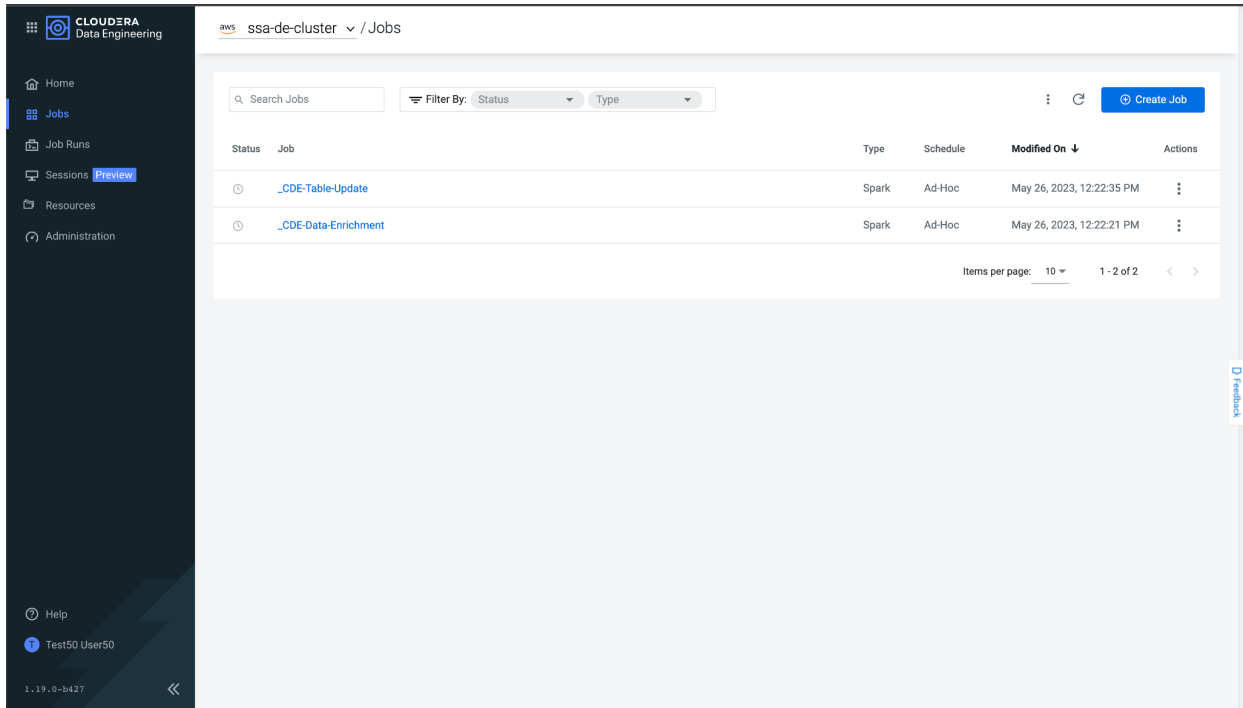 CLOUDERA
Data Engineering
aws ssa-de-cluster / Jobs
Home
Jobs
Job Runs
Sessions Preview
Resources
Administration
Search Jobs
Filter By: Status Type
Create Job
Status Job Type Schedule Modified On ↓ Actions
_CDE-Table-Update Spark Ad-Hoc May 26, 2023, 12:22:35 PM
_CDE-Data-Enrichment Spark Ad-Hoc May 26, 2023, 12:22:21 PM
Items per page: 10 1 - 2 of 2
Feedback
Help
T Test50 User50
1.19.0-b427